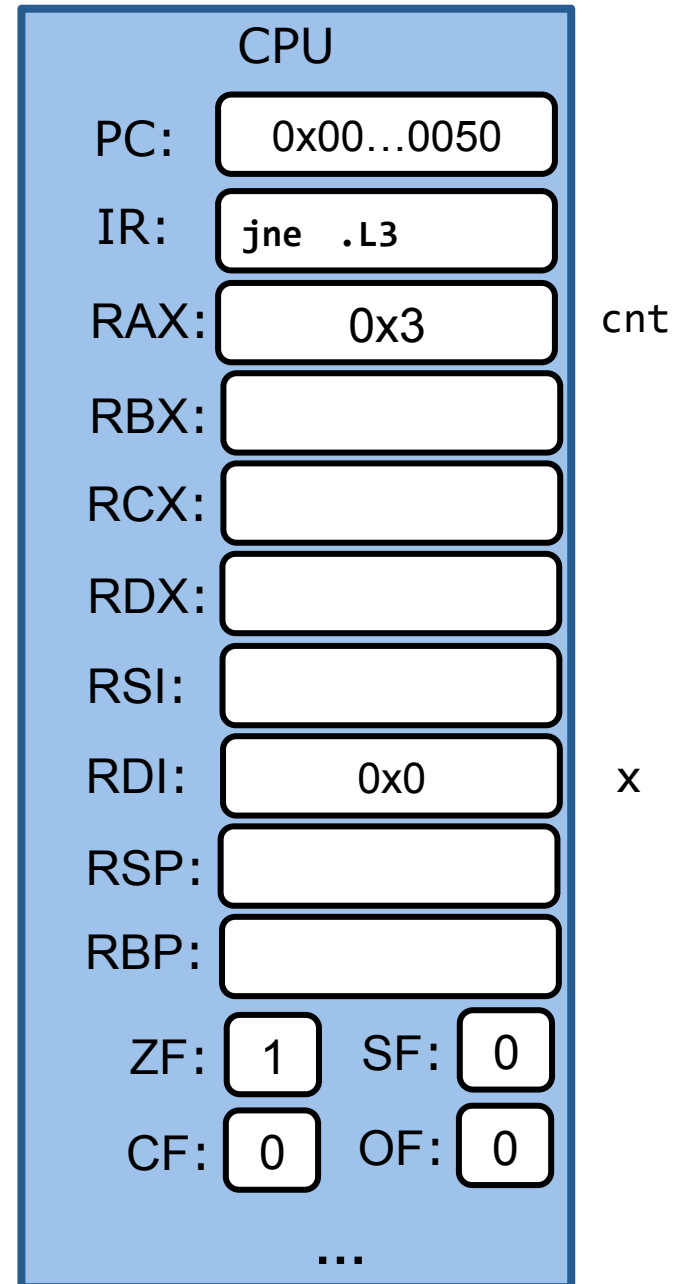 CPU
PC: 0x00…0050
IR: jne .L3
RAX: 0x3 cnt
RBX:
RCX:
RDX:
RSI:
RDI: 0x0 x
RSP:
RBP:
ZF: 1 SF: 0
CF: 0 OF: 0
…